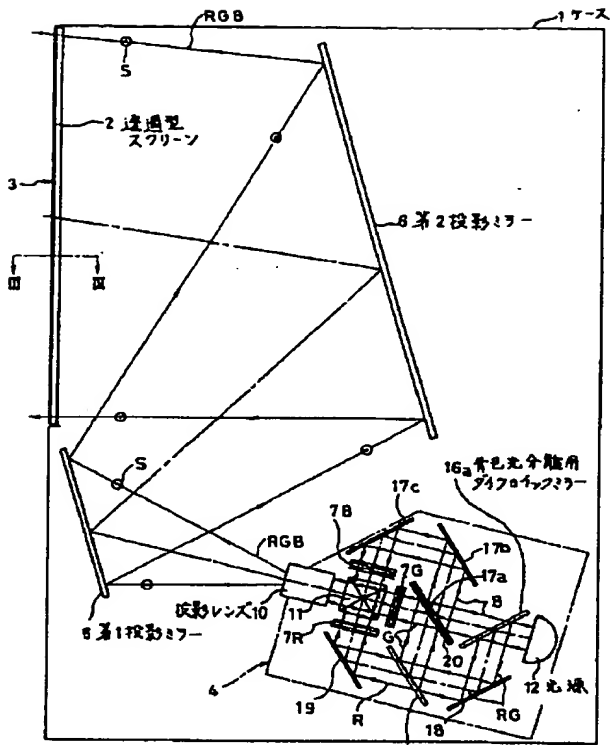 RGB
1 ケース
S
2 透過型
スクリーン
3
6 第2投影ミラー
III
IV
16a 青色光分離用
ダイクロイックミラー
S
17c
7B
17b
RGB
7G
17a
B
投影レンズ 10
11
5 第1投影ミラー
7R
G
20
12 光源
4
19
R
18
RG